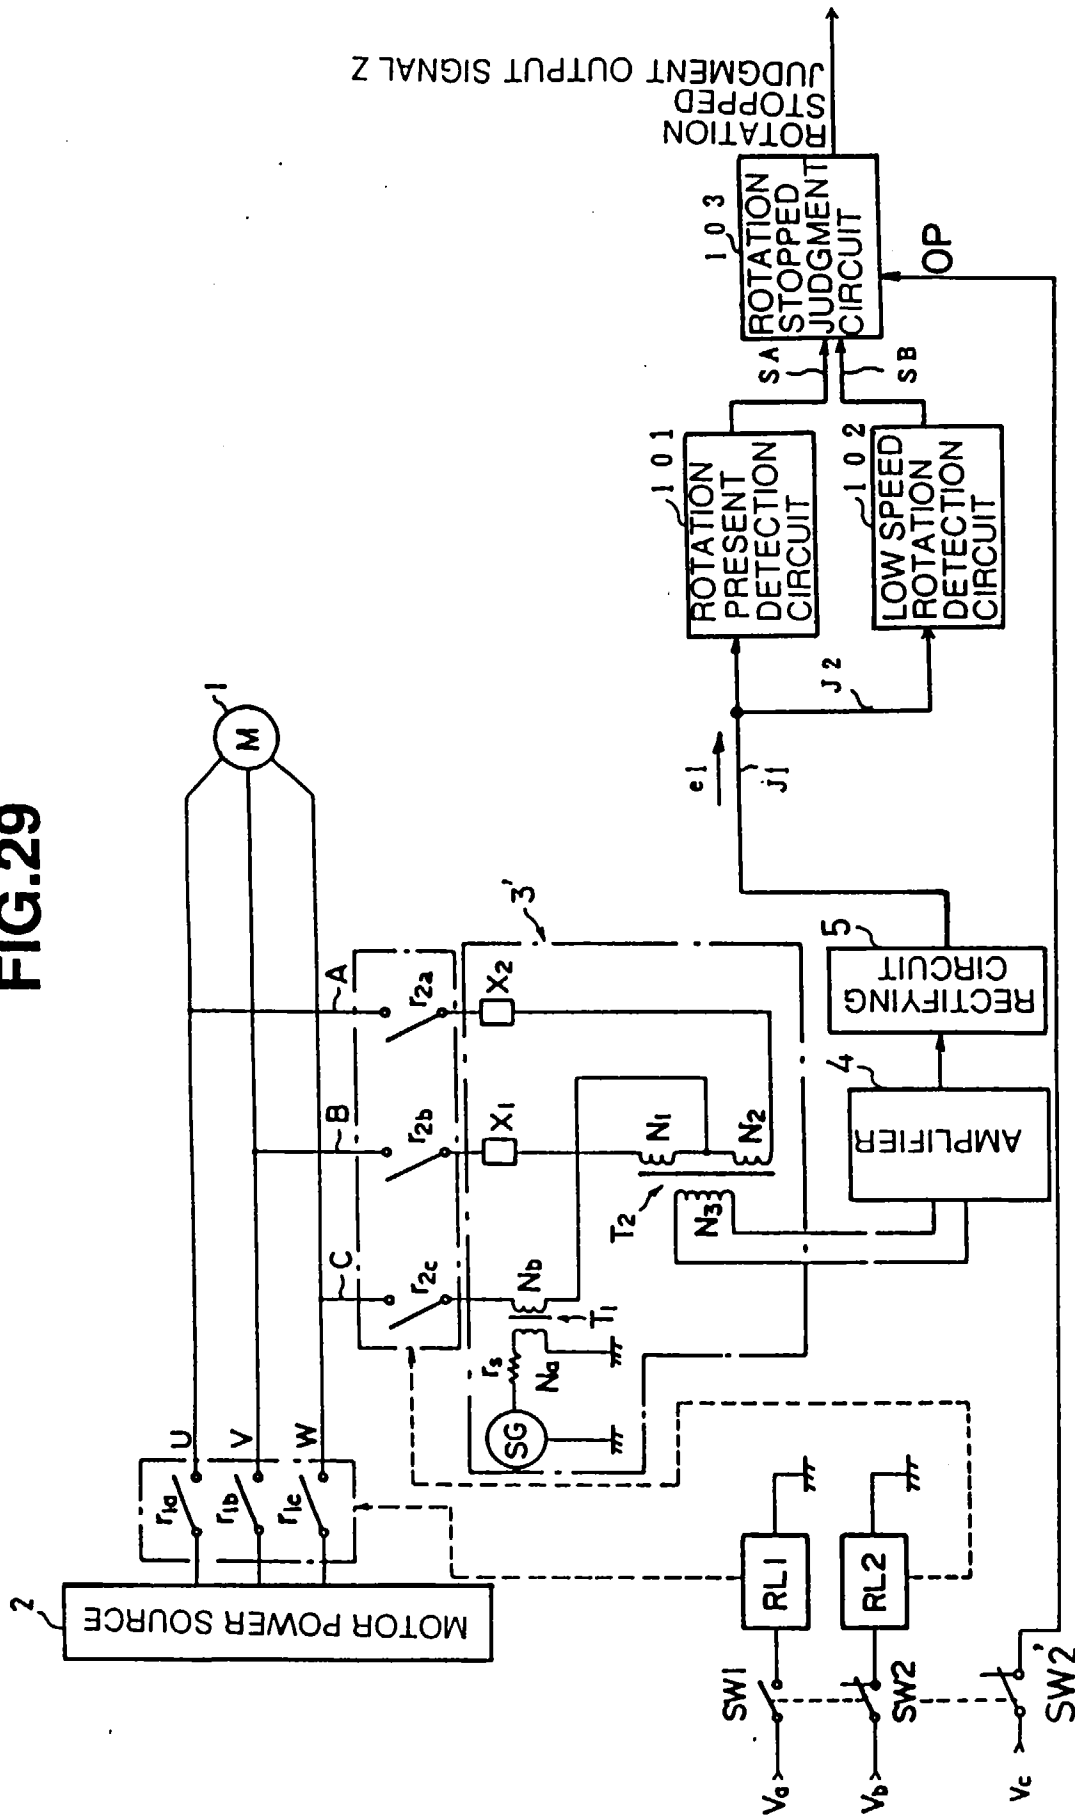 FIG.29
2
MOTOR POWER SOURCE
r1a
r1b
r1c
U
V
W
1
M
A
B
C
r2a
r2b
r2c
3'
X2
X1
SG
rs
Na
Nb
T1
T2
N1
N2
N3
4
AMPLIFIER
5
RECTIFYING
CIRCUIT
e1
j1
J2
101
ROTATION
PRESENT
DETECTION
CIRCUIT
102
LOW SPEED
ROTATION
DETECTION
CIRCUIT
SA
SB
103
ROTATION
STOPPED
JUDGMENT
CIRCUIT
OP
ROTATION
STOPPED
JUDGMENT OUTPUT SIGNAL Z
Va
SW1
RL1
Vb
SW2
RL2
Vc
SW2'